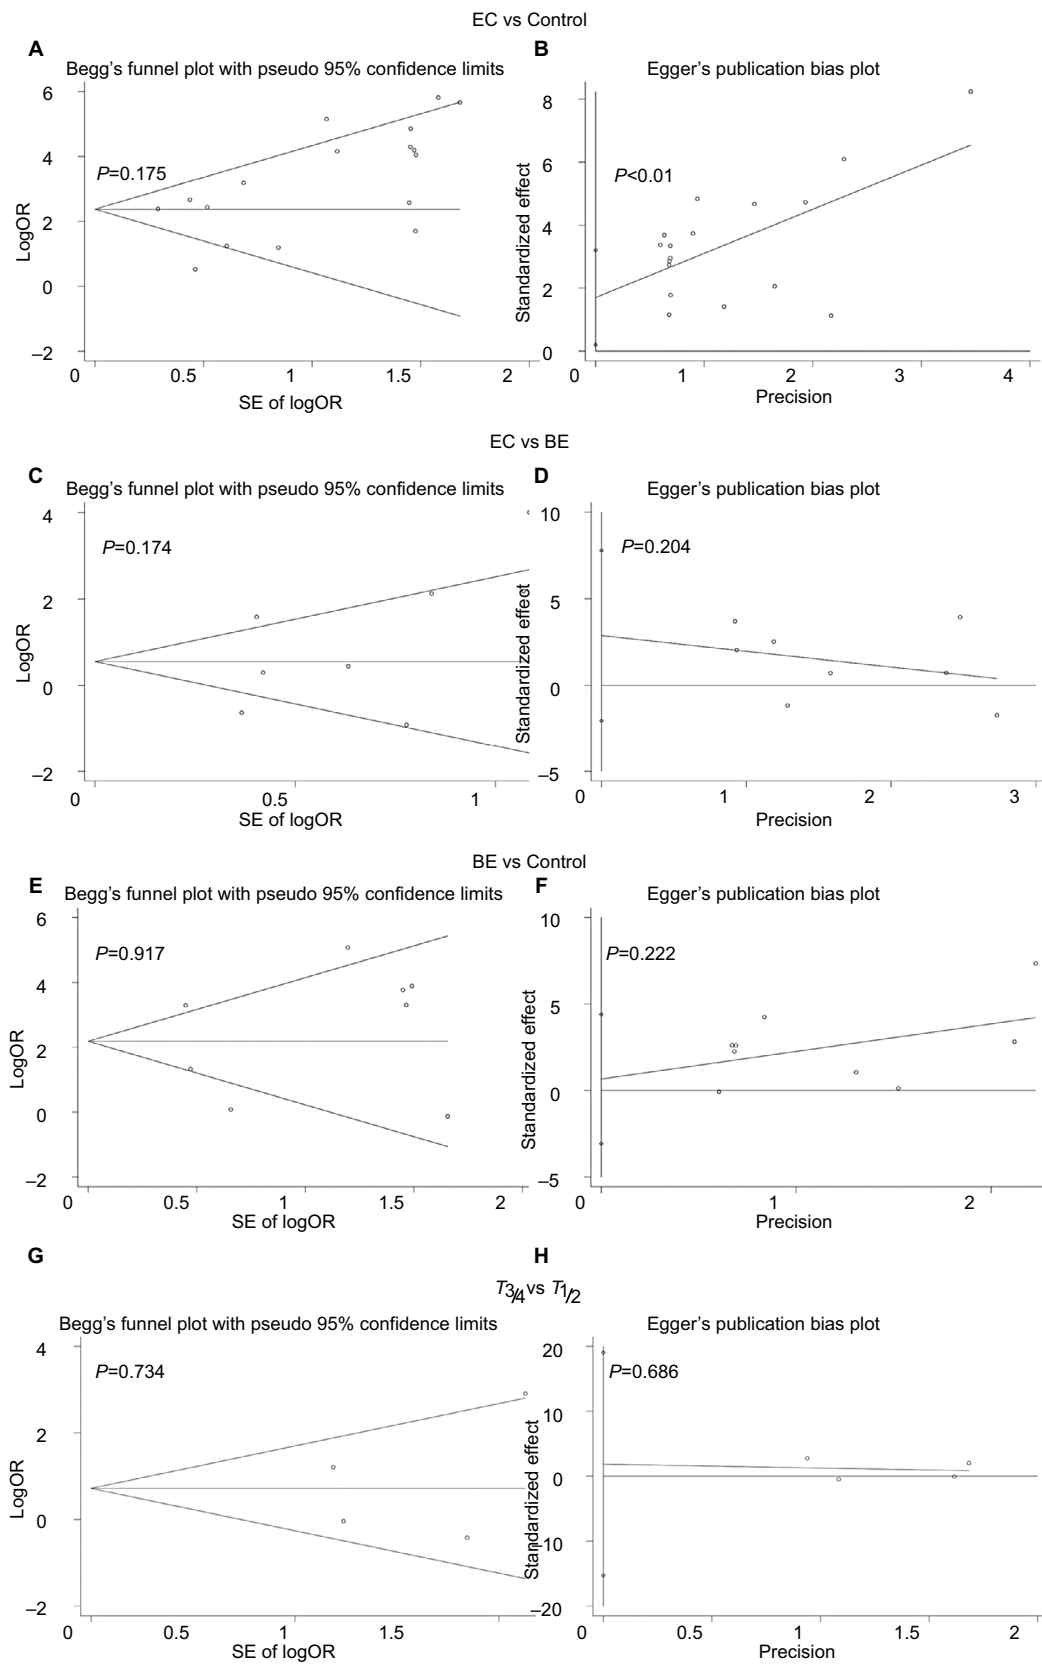 EC vs Control
A
Begg's funnel plot with pseudo 95% confidence limits
6
4
2
0
–2
LogOR
P=0.175
0 0.5 1 1.5 2
SE of logOR
B
Egger's publication bias plot
8
6
4
2
0
Standardized effect
P<0.01
0 1 2 3 4
Precision
EC vs BE
C
Begg's funnel plot with pseudo 95% confidence limits
4
2
0
–2
LogOR
P=0.174
0 0.5 1
SE of logOR
D
Egger's publication bias plot
10
5
0
–5
Standardized effect
P=0.204
0 1 2 3
Precision
BE vs Control
E
Begg's funnel plot with pseudo 95% confidence limits
6
4
2
0
–2
LogOR
P=0.917
0 0.5 1 1.5 2
SE of logOR
F
Egger's publication bias plot
10
5
0
–5
Standardized effect
P=0.222
0 1 2
Precision
G
H
T3/4 vs T1/2
Begg's funnel plot with pseudo 95% confidence limits
4
2
0
–2
LogOR
P=0.734
0 0.5 1 1.5
SE of logOR
Egger's publication bias plot
20
10
0
–10
–20
Standardized effect
P=0.686
0 0.5 1 1.5 2
Precision